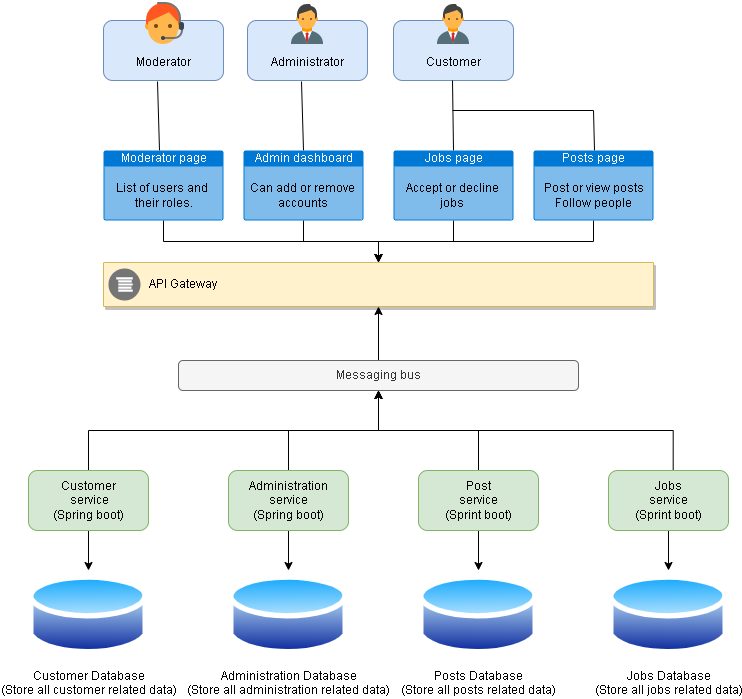 Moderator
Administrator
Customer
Moderator page
Admin dashboard
Jobs page
Posts page
List of users and
their roles.
Can add or remove
accounts
Accept or decline
jobs
Post or view posts
Follow people
API Gateway
Messaging bus
Customer
service
(Spring boot)
Administration
service
(Spring boot)
Post
service
(Sprint boot)
Jobs
service
(Sprint boot)
Customer Database
(Store all customer related data)
Administration Database
(Store all administration related data)
Posts Database
(Store all posts related data)
Jobs Database
(Store all jobs related data)